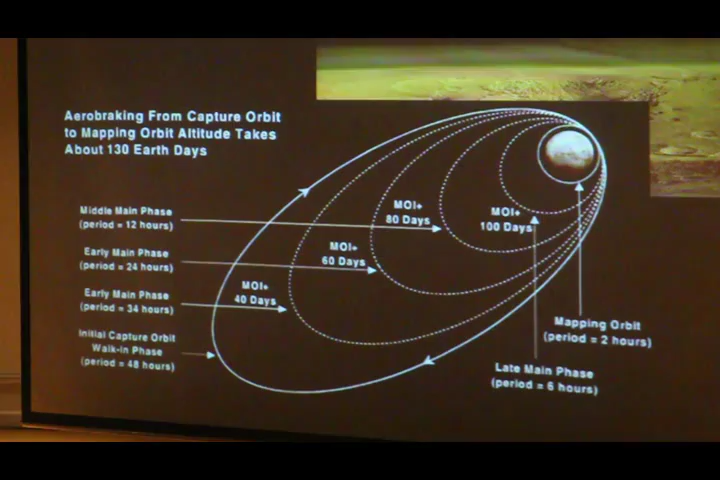 Aerobraking From Capture Orbit
to Mapping Orbit Altitude Takes
About 130 Earth Days
Middle Main Phase
(period = 12 hours)
Early Main Phase
(period = 24 hours)
Early Main Phase
(period = 34 hours)
Initial Capture Orbit
Walk-in Phase
(period = 48 hours)
MOI+
40 Days
MOI+
60 Days
MOI+
80 Days
MOI+
100 Days
Mapping Orbit
(period = 2 hours)
Late Main Phase
(period = 6 hours)